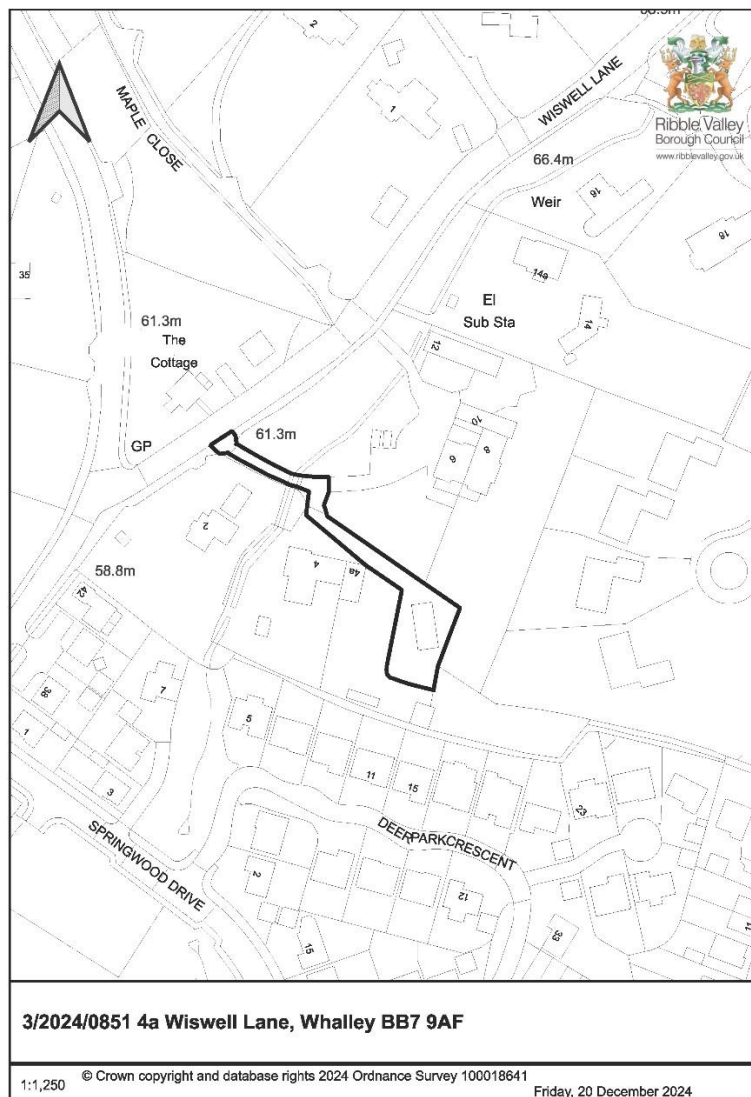 2
MAPLE CLOSE
1
WISWELL LANE
Ribble Valley
Borough Council
www.ribblevalley.gov.uk
66.4m
Weir
16
18
14a
35
El
Sub Sta
14
61.3m
The
Cottage
12
10
8
6
GP
61.3m
2
4
4a
58.8m
42
38
7
1
3
5
11
15
23
DEERPARKCRESCENT
SPRINGWOOD DRIVE
2
12
15
33
3/2024/0851 4a Wiswell Lane, Whalley BB7 9AF
1:1,250
© Crown copyright and database rights 2024 Ordnance Survey 100018641
Friday, 20 December 2024